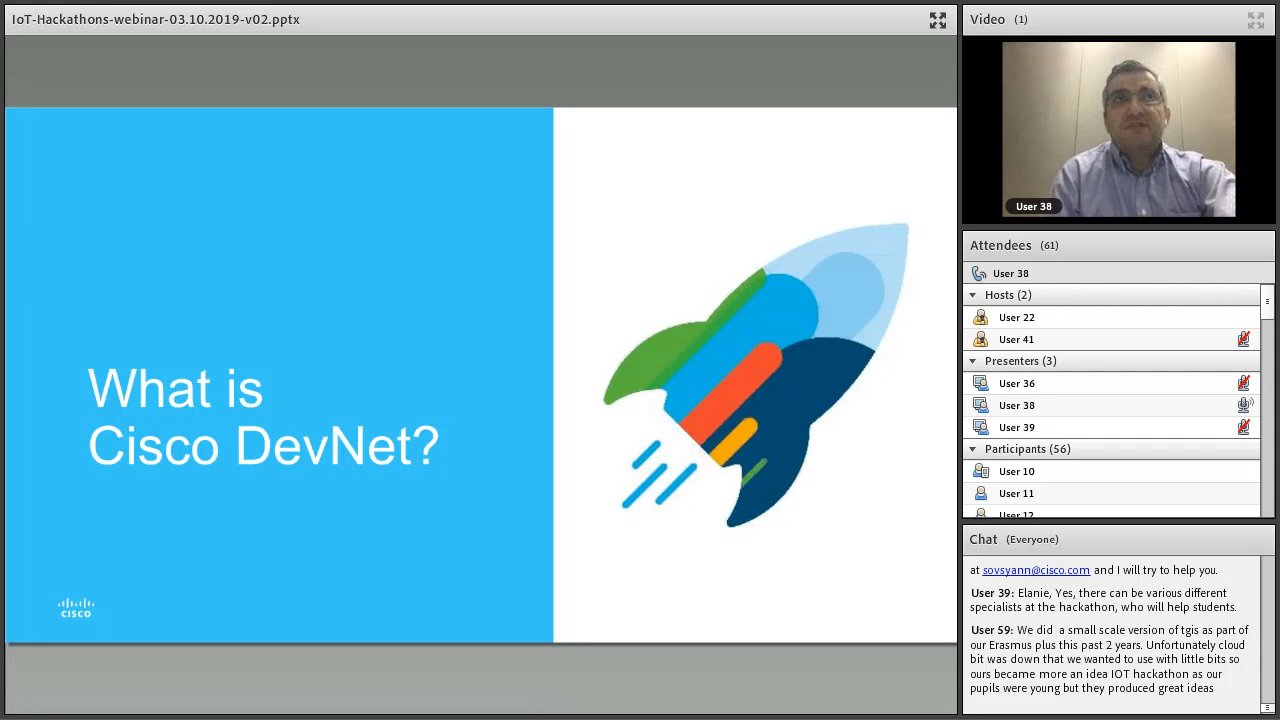 IoT-Hackathons-webinar-03.10.2019-v02.pptx
What is
Cisco DevNet?
CISCO
Video (1)
User 38
Attendees (61)
User 38
Hosts (2)
User 22
User 41
Presenters (3)
User 36
User 38
User 39
Participants (56)
User 10
User 11
User 12
Chat (Everyone)
at sovsyann@cisco.com and I will try to help you.
User 39: Elanie, Yes, there can be various different
specialists at the hackathon, who will help students.
User 59: We did a small scale version of tgis as part of
our Erasmus plus this past 2 years. Unfortunately cloud
bit was down that we wanted to use with little bits so
ours became more an idea IOT hackathon as our
pupils were young but they produced great ideas